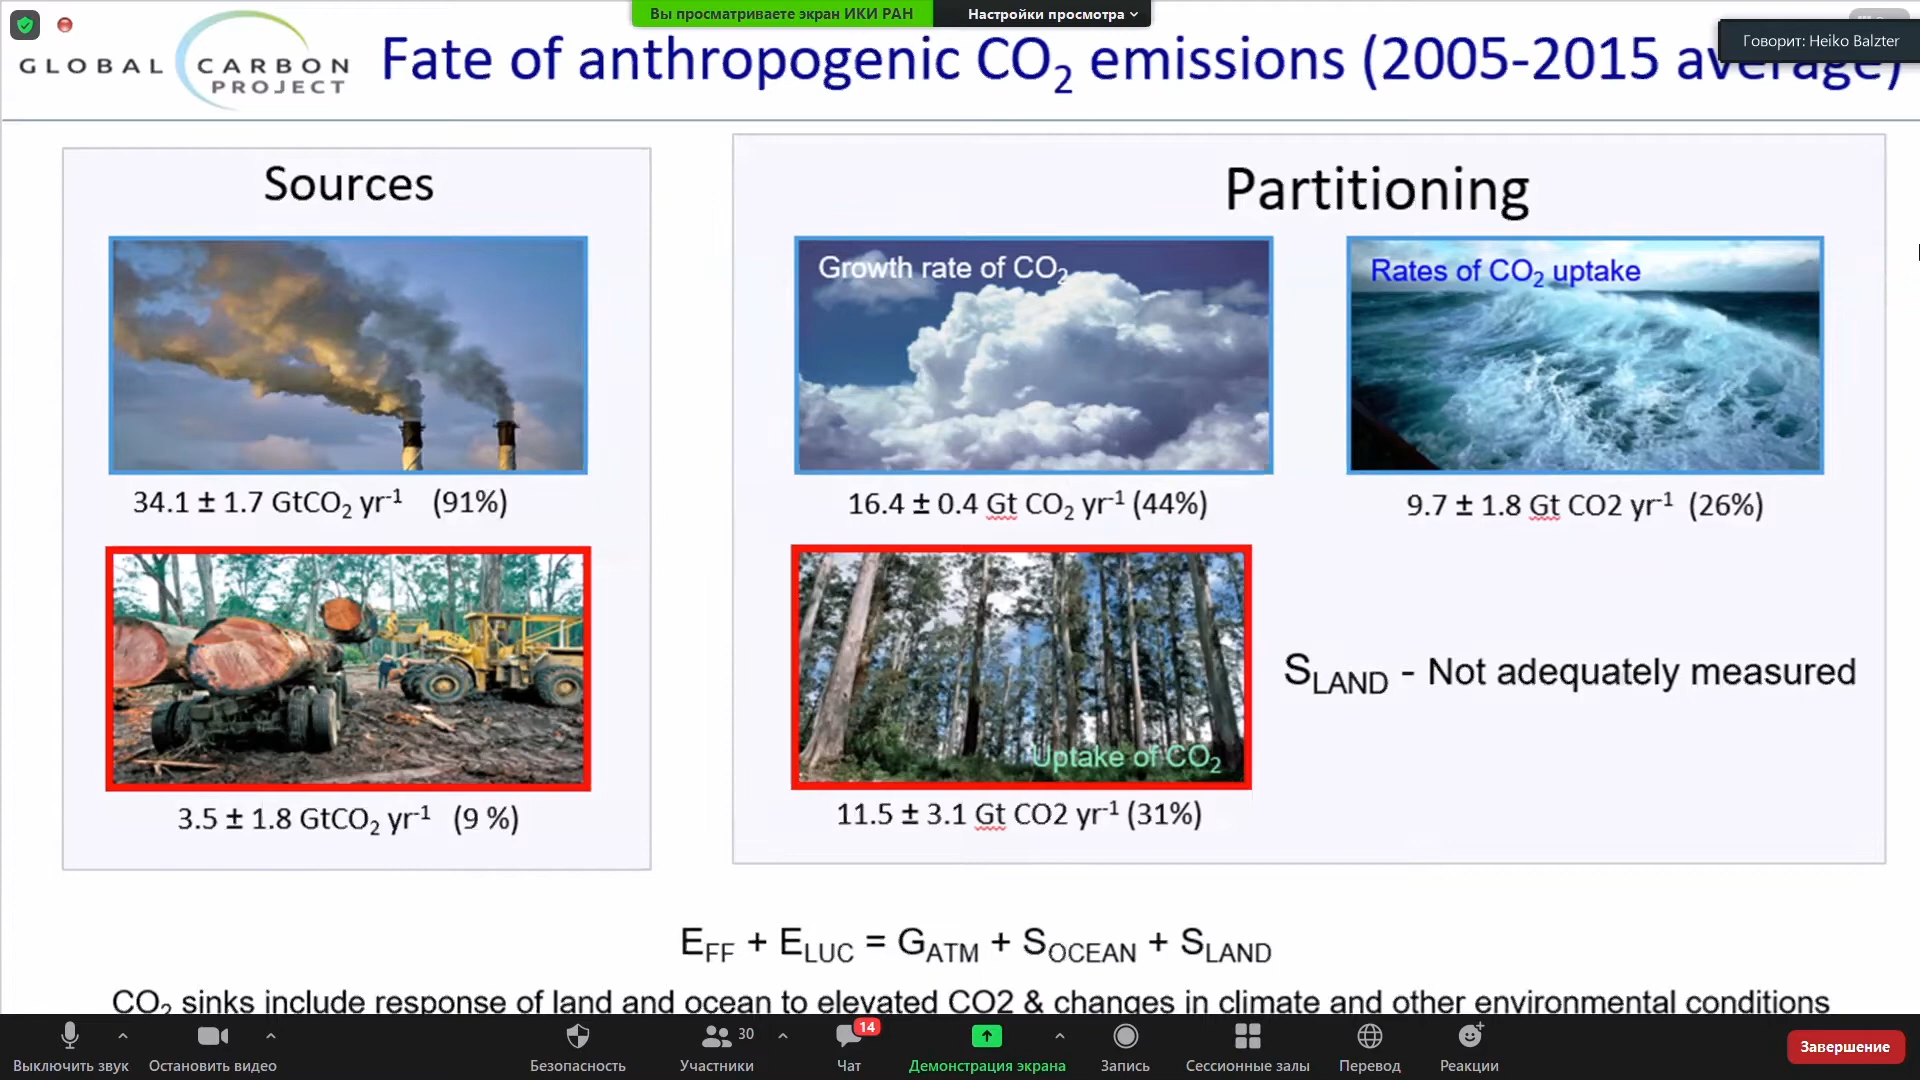 Вы просматриваете экран ИКИ РАН
Настройки просмотра
Говорит: Heiko Balzter
GLOBAL CARBON
PROJECT
Fate of anthropogenic CO₂ emissions (2005-2015 average)
Sources
34.1 ± 1.7 GtCO₂ yr⁻¹ (91%)
3.5 ± 1.8 GtCO₂ yr⁻¹ (9 %)
Partitioning
Growth rate of CO₂
16.4 ± 0.4 Gt CO₂ yr⁻¹ (44%)
Rates of CO₂ uptake
9.7 ± 1.8 Gt CO2 yr⁻¹ (26%)
Uptake of CO₂
11.5 ± 3.1 Gt CO2 yr⁻¹ (31%)
S_LAND - Not adequately measured
E_FF + E_LUC = G_ATM + S_OCEAN + S_LAND
CO₂ sinks include response of land and ocean to elevated CO2 & changes in climate and other environmental conditions
30
14
Выключить звук
Остановить видео
Безопасность
Участники
Чат
Демонстрация экрана
Запись
Сессионные залы
Перевод
Реакции
Завершение